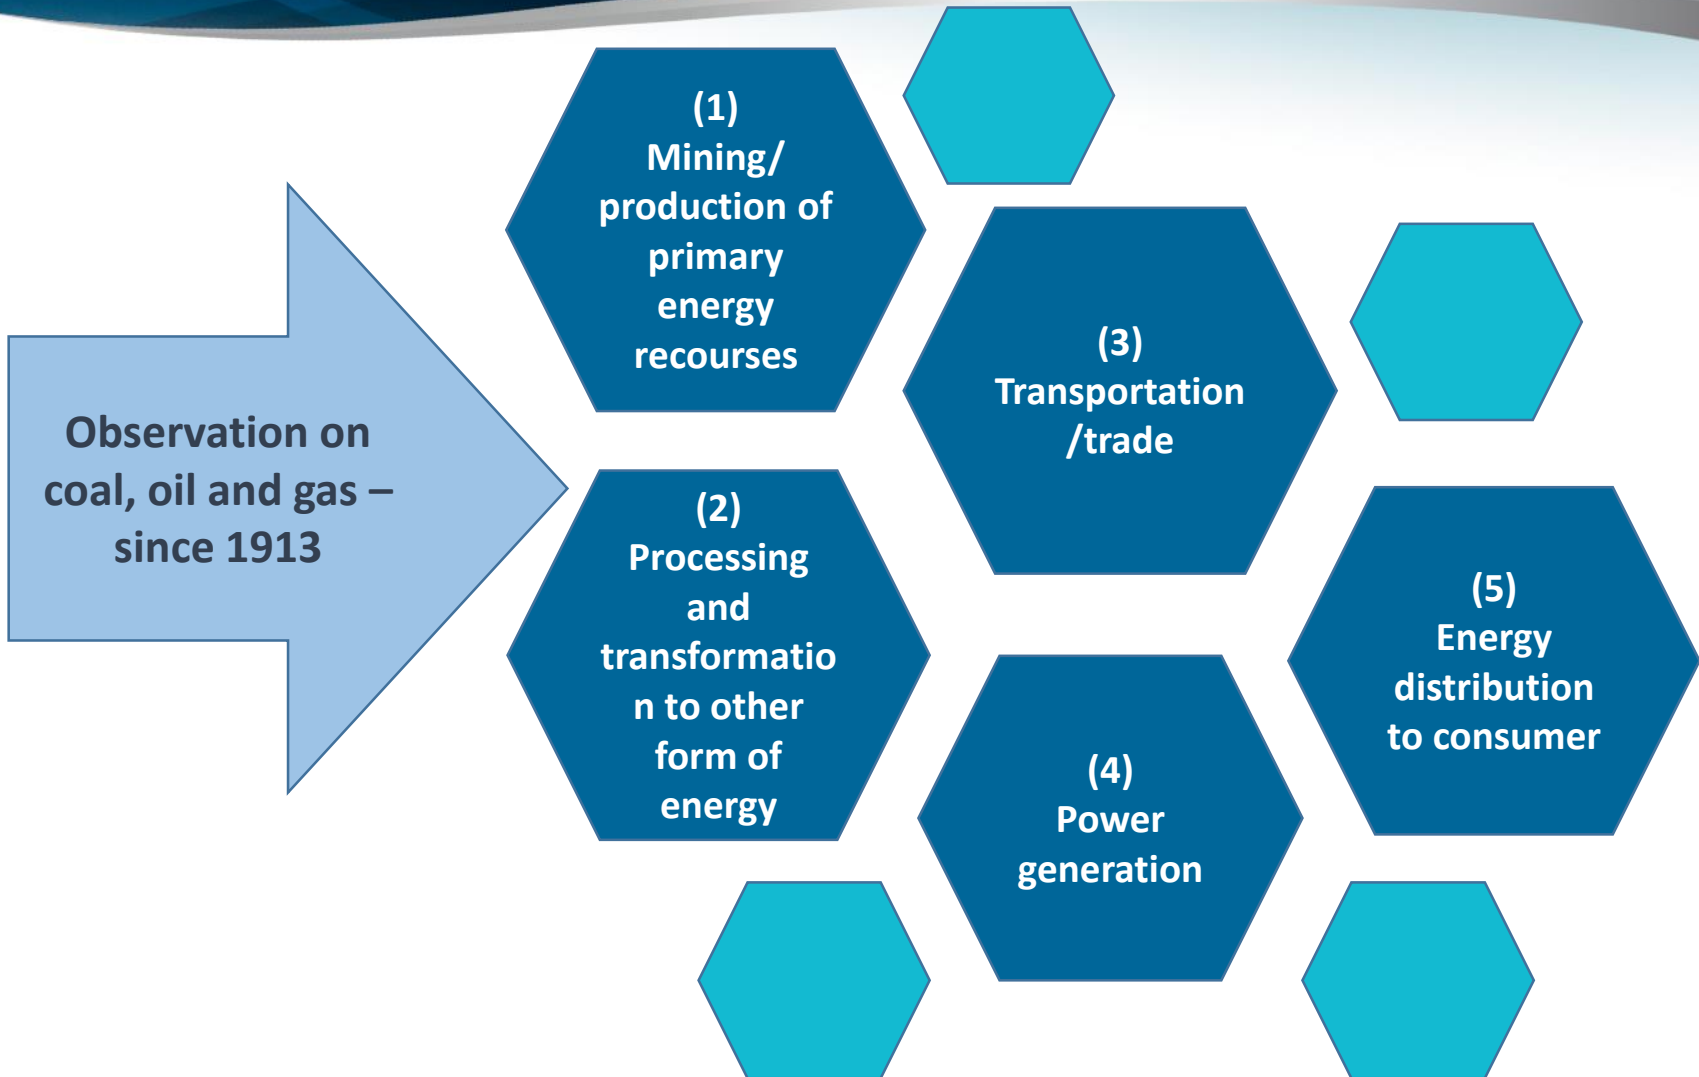 Observation on
coal, oil and gas –
since 1913
(1)
Mining/
production of
primary
energy
recourses
(2)
Processing
and
transformatio
n to other
form of
energy
(3)
Transportation
/trade
(4)
Power
generation
(5)
Energy
distribution
to consumer